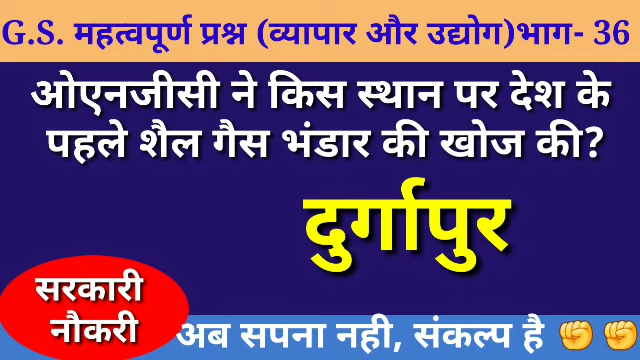 G.S. महत्वपूर्ण प्रश्न (व्यापार और उद्योग)भाग- 36
ओएनजीसी ने किस स्थान पर देश के
पहले शैल गैस भंडार की खोज की?
दुर्गापुर
सरकारी
नौकरी
अब सपना नही, संकल्प है ✊✊